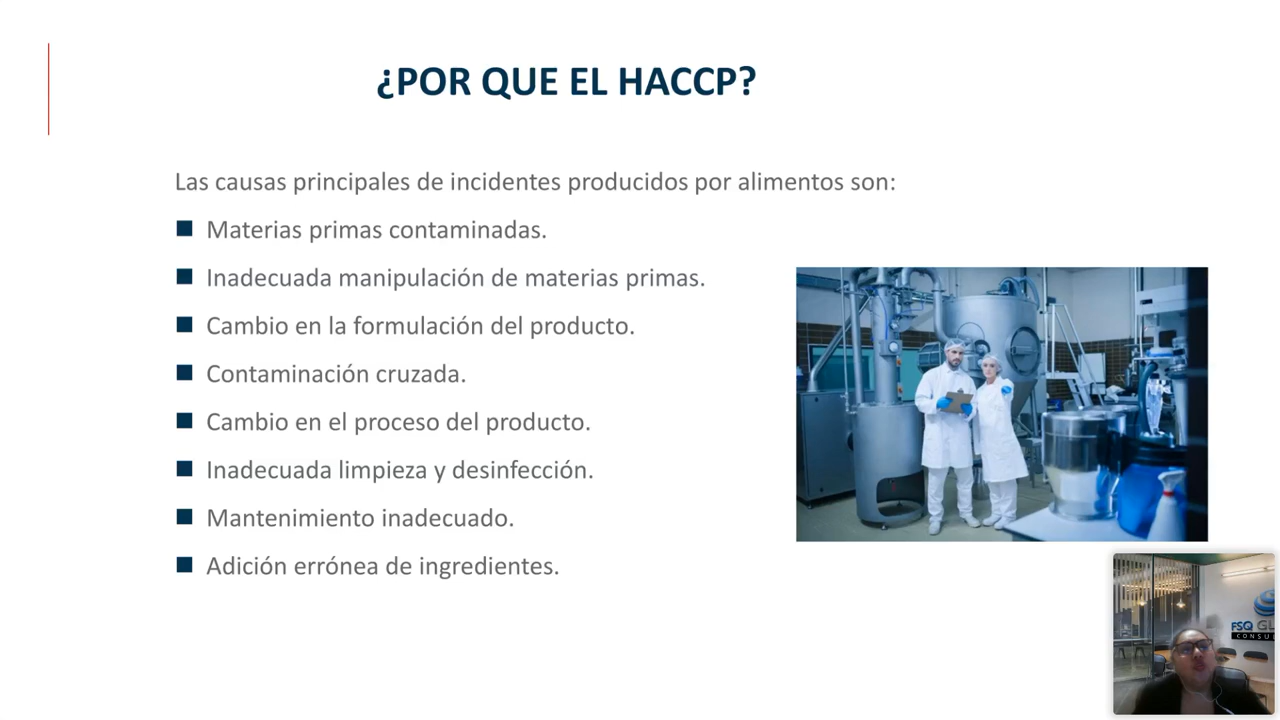 ¿POR QUE EL HACCP?
Las causas principales de incidentes producidos por alimentos son:
Materias primas contaminadas.
Inadecuada manipulación de materias primas.
Cambio en la formulación del producto.
Contaminación cruzada.
Cambio en el proceso del producto.
Inadecuada limpieza y desinfección.
Mantenimiento inadecuado.
Adición errónea de ingredientes.
FSQ GL
CONSU